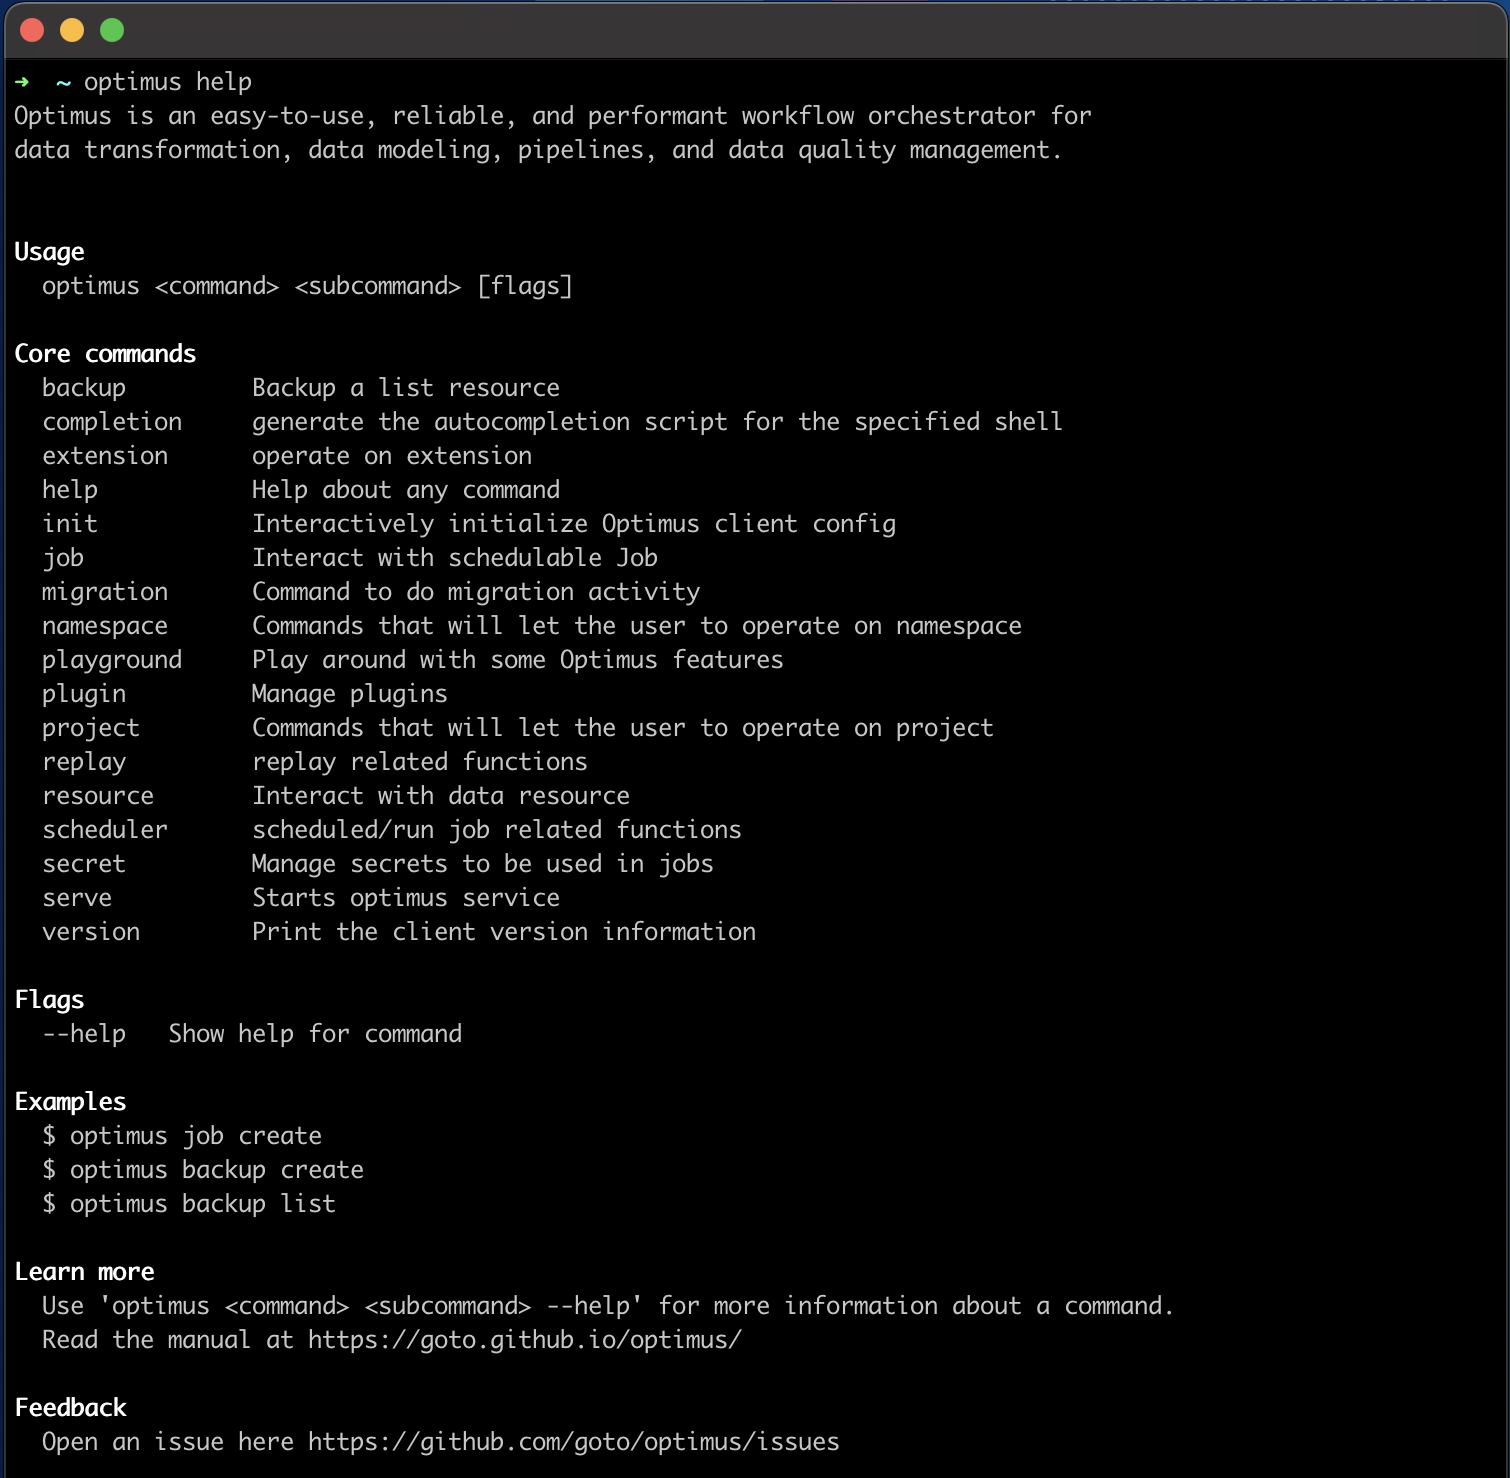 ➜  ~ optimus help
Optimus is an easy-to-use, reliable, and performant workflow orchestrator for
data transformation, data modeling, pipelines, and data quality management.
Usage
  optimus <command> <subcommand> [flags]
Core commands
  backup         Backup a list resource
  completion     generate the autocompletion script for the specified shell
  extension      operate on extension
  help           Help about any command
  init           Interactively initialize Optimus client config
  job            Interact with schedulable Job
  migration      Command to do migration activity
  namespace      Commands that will let the user to operate on namespace
  playground     Play around with some Optimus features
  plugin         Manage plugins
  project        Commands that will let the user to operate on project
  replay         replay related functions
  resource       Interact with data resource
  scheduler      scheduled/run job related functions
  secret         Manage secrets to be used in jobs
  serve          Starts optimus service
  version        Print the client version information
Flags
  --help   Show help for command
Examples
  $ optimus job create
  $ optimus backup create
  $ optimus backup list
Learn more
  Use 'optimus <command> <subcommand> --help' for more information about a command.
  Read the manual at https://goto.github.io/optimus/
Feedback
  Open an issue here https://github.com/goto/optimus/issues